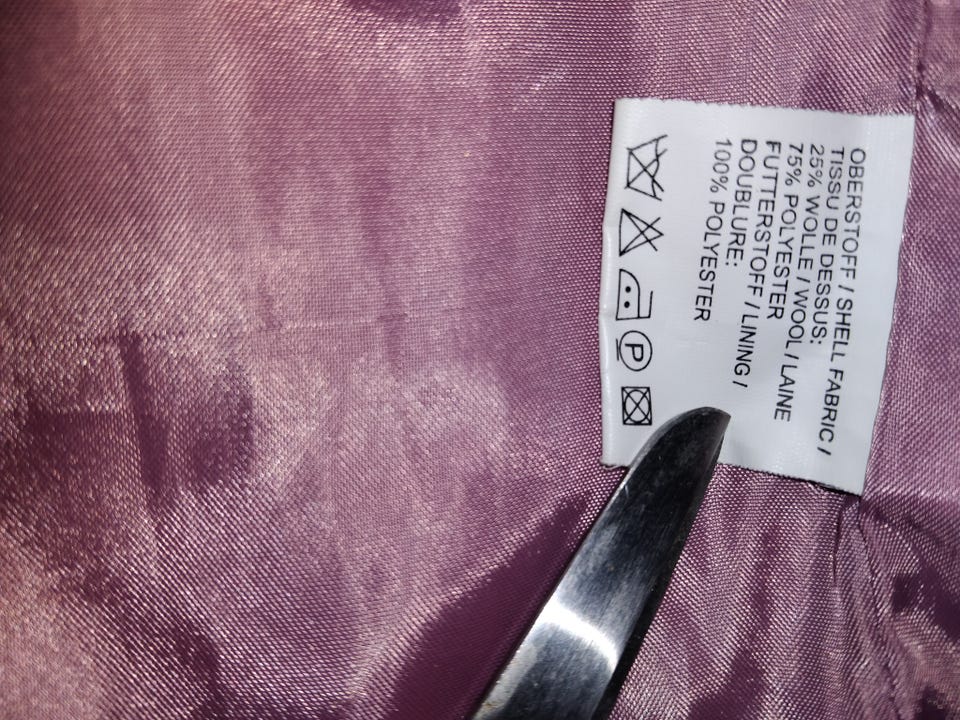 OBERSTOFF / SHELL FABRIC /
TISSU DE DESSUS:
25% WOLLE / WOOL / LAINE
75% POLYESTER
FUTTERSTOFF / LINING /
DOUBLURE:
100% POLYESTER
P